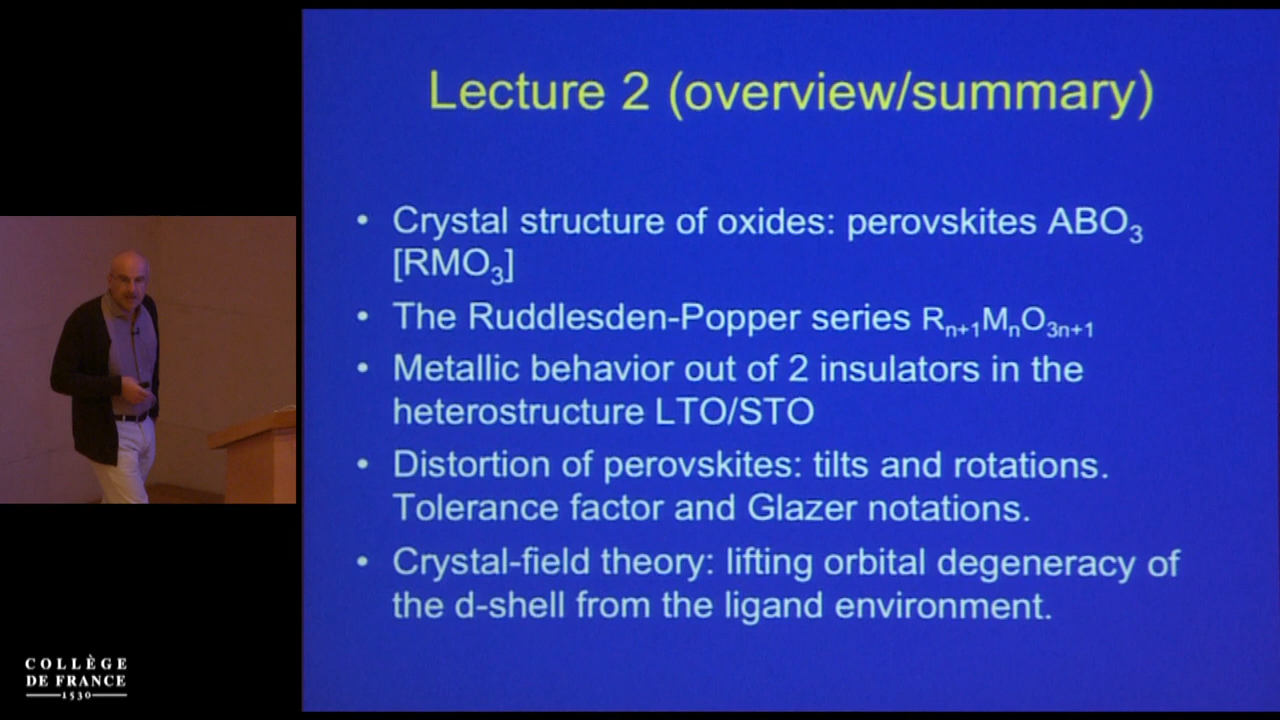 Lecture 2 (overview/summary)
• Crystal structure of oxides: perovskites ABO₃
[RMO₃]
• The Ruddlesden-Popper series Rₙ₊₁MₙO₃ₙ₊₁
• Metallic behavior out of 2 insulators in the
heterostructure LTO/STO
• Distortion of perovskites: tilts and rotations.
Tolerance factor and Glazer notations.
• Crystal-field theory: lifting orbital degeneracy of
the d-shell from the ligand environment.
COLLÈGE
DE FRANCE
1530